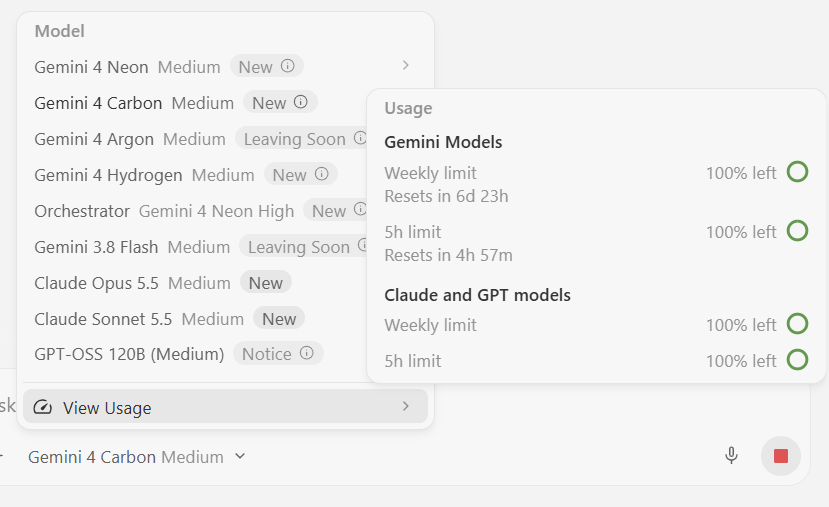 Model
Gemini 4 Neon Medium New
Gemini 4 Carbon Medium New
Gemini 4 Argon Medium Leaving Soon
Gemini 4 Hydrogen Medium New
Orchestrator Gemini 4 Neon High New
Gemini 3.8 Flash Medium Leaving Soon
Claude Opus 5.5 Medium New
Claude Sonnet 5.5 Medium New
GPT-OSS 120B (Medium) Notice
View Usage
Usage
Gemini Models
Weekly limit 100% left
Resets in 6d 23h
5h limit 100% left
Resets in 4h 57m
Claude and GPT models
Weekly limit 100% left
5h limit 100% left
sk
Gemini 4 Carbon Medium